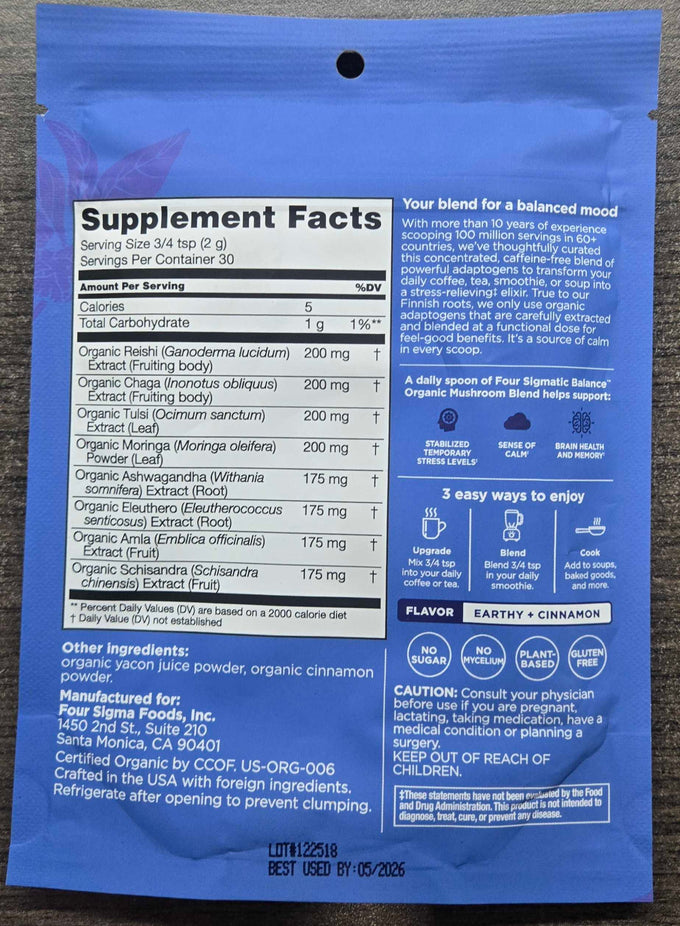 Supplement Facts
Serving Size 3/4 tsp (2 g)
Servings Per Container 30
Amount Per Serving %DV
Calories 5
Total Carbohydrate 1 g 1%**
Organic Reishi (Ganoderma lucidum) 200 mg †
Extract (Fruiting body)
Organic Chaga (Inonotus obliquus) 200 mg †
Extract (Fruiting body)
Organic Tulsi (Ocimum sanctum) 200 mg †
Extract (Leaf)
Organic Moringa (Moringa oleifera) 200 mg †
Powder (Leaf)
Organic Ashwagandha (Withania 175 mg †
somnifera) Extract (Root)
Organic Eleuthero (Eleutherococcus 175 mg †
senticosus) Extract (Root)
Organic Amla (Emblica officinalis) 175 mg †
Extract (Fruit)
Organic Schisandra (Schisandra 175 mg †
chinensis) Extract (Fruit)
** Percent Daily Values (DV) are based on a 2000 calorie diet
† Daily Value (DV) not established
Other ingredients:
organic yacon juice powder, organic cinnamon
powder.
Manufactured for:
Four Sigma Foods, Inc.
1450 2nd St., Suite 210
Santa Monica, CA 90401
Certified Organic by CCOF. US-ORG-006
Crafted in the USA with foreign ingredients.
Refrigerate after opening to prevent clumping.
Your blend for a balanced mood
With more than 10 years of experience
scooping 100 million servings in 60+
countries, we've thoughtfully curated
this concentrated, caffeine-free blend of
powerful adaptogens to transform your
daily coffee, tea, smoothie, or soup into
a stress-relieving‡ elixir. True to our
Finnish roots, we only use organic
adaptogens that are carefully extracted
and blended at a functional dose for
feel-good benefits. It's a source of calm
in every scoop.
A daily spoon of Four Sigmatic Balance™
Organic Mushroom Blend helps support:
STABILIZED
TEMPORARY
STRESS LEVELS‡
SENSE OF
CALM‡
BRAIN HEALTH
AND MEMORY‡
3 easy ways to enjoy
Upgrade
Mix 3/4 tsp
into your daily
coffee or tea.
Blend
Blend 3/4 tsp
in your daily
smoothie.
Cook
Add to soups,
baked goods,
and more.
FLAVOR EARTHY + CINNAMON
NO
SUGAR
NO
MYCELIUM
PLANT-
BASED
GLUTEN
FREE
CAUTION: Consult your physician
before use if you are pregnant,
lactating, taking medication, have a
medical condition or planning a
surgery.
KEEP OUT OF REACH OF
CHILDREN.
‡These statements have not been evaluated by the Food
and Drug Administration. This product is not intended to
diagnose, treat, cure, or prevent any disease.
LOT#122518
BEST USED BY:05/2026